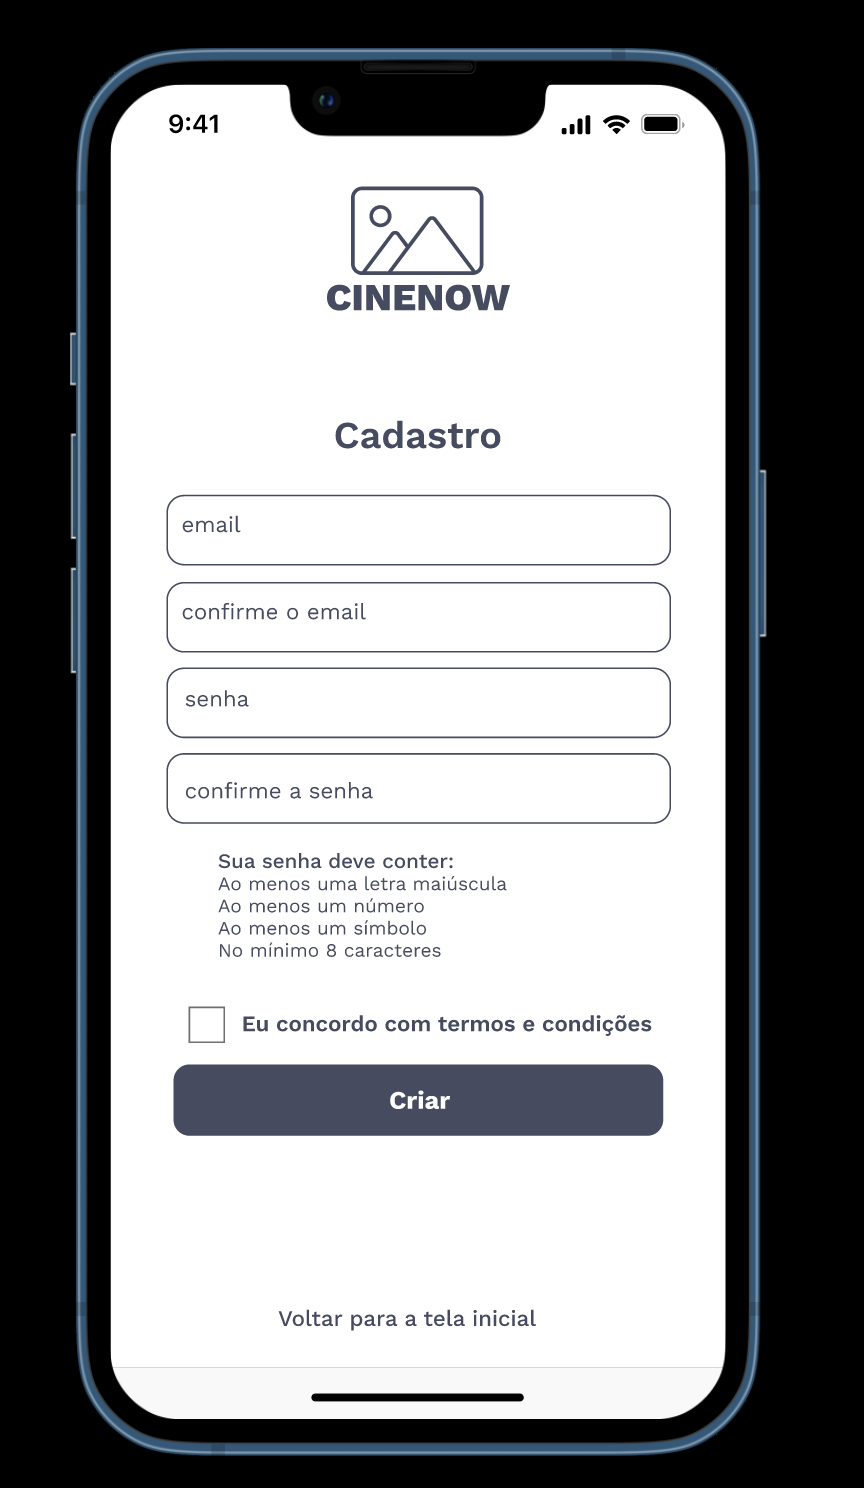 9:41
CINENOW
Cadastro
email
confirme o email
senha
confirme a senha
Sua senha deve conter:
Ao menos uma letra maiúscula
Ao menos um número
Ao menos um símbolo
No mínimo 8 caracteres
Eu concordo com termos e condições
Criar
Voltar para a tela inicial